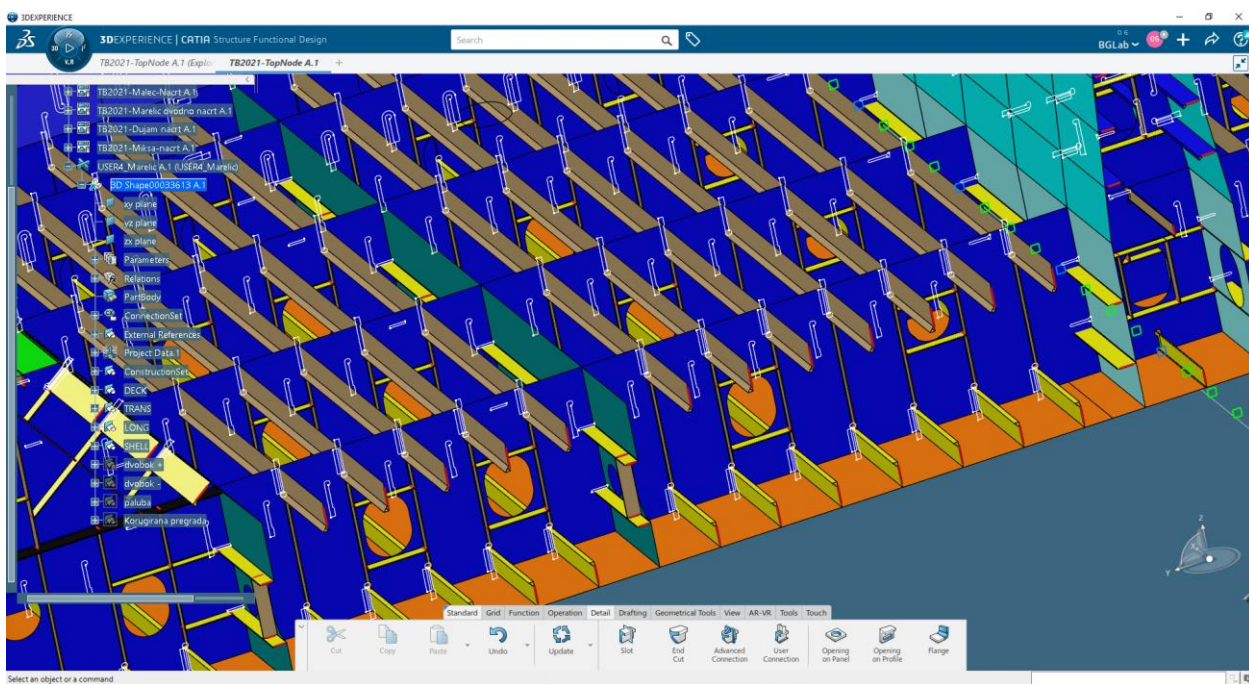 3DEXPERIENCE
3DEXPERIENCE | CATIA Structure Functional Design
Search
BGLab
3D
V.R
TB2021-TopNode A.1 (Explor
TB2021-TopNode A.1
TB2021-Malec-Nacrt A.1
TB2021-Marelic dvodno nacrt A.1
TB2021-Dujam nacrt A.1
TB2021-Miksa-nacrt A.1
USER4_Marelic A.1 (USER4_Marelic)
3D Shape00033613 A.1
xy plane
yz plane
zx plane
Parameters
Relations
PartBody
ConnectionSet
External References
Project Data.1
ConstructionSet
DECK
TRANS
LONG
SHELL
dvobok +
dvobok -
paluba
Korugirana pregrada
Standard Grid Function Operation Detail Drafting Geometrical Tools View AR-VR Tools Touch
Cut Copy Paste Undo Update Slot End Cut Advanced Connection User Connection Opening on Panel Opening on Profile Flange
Select an object or a command